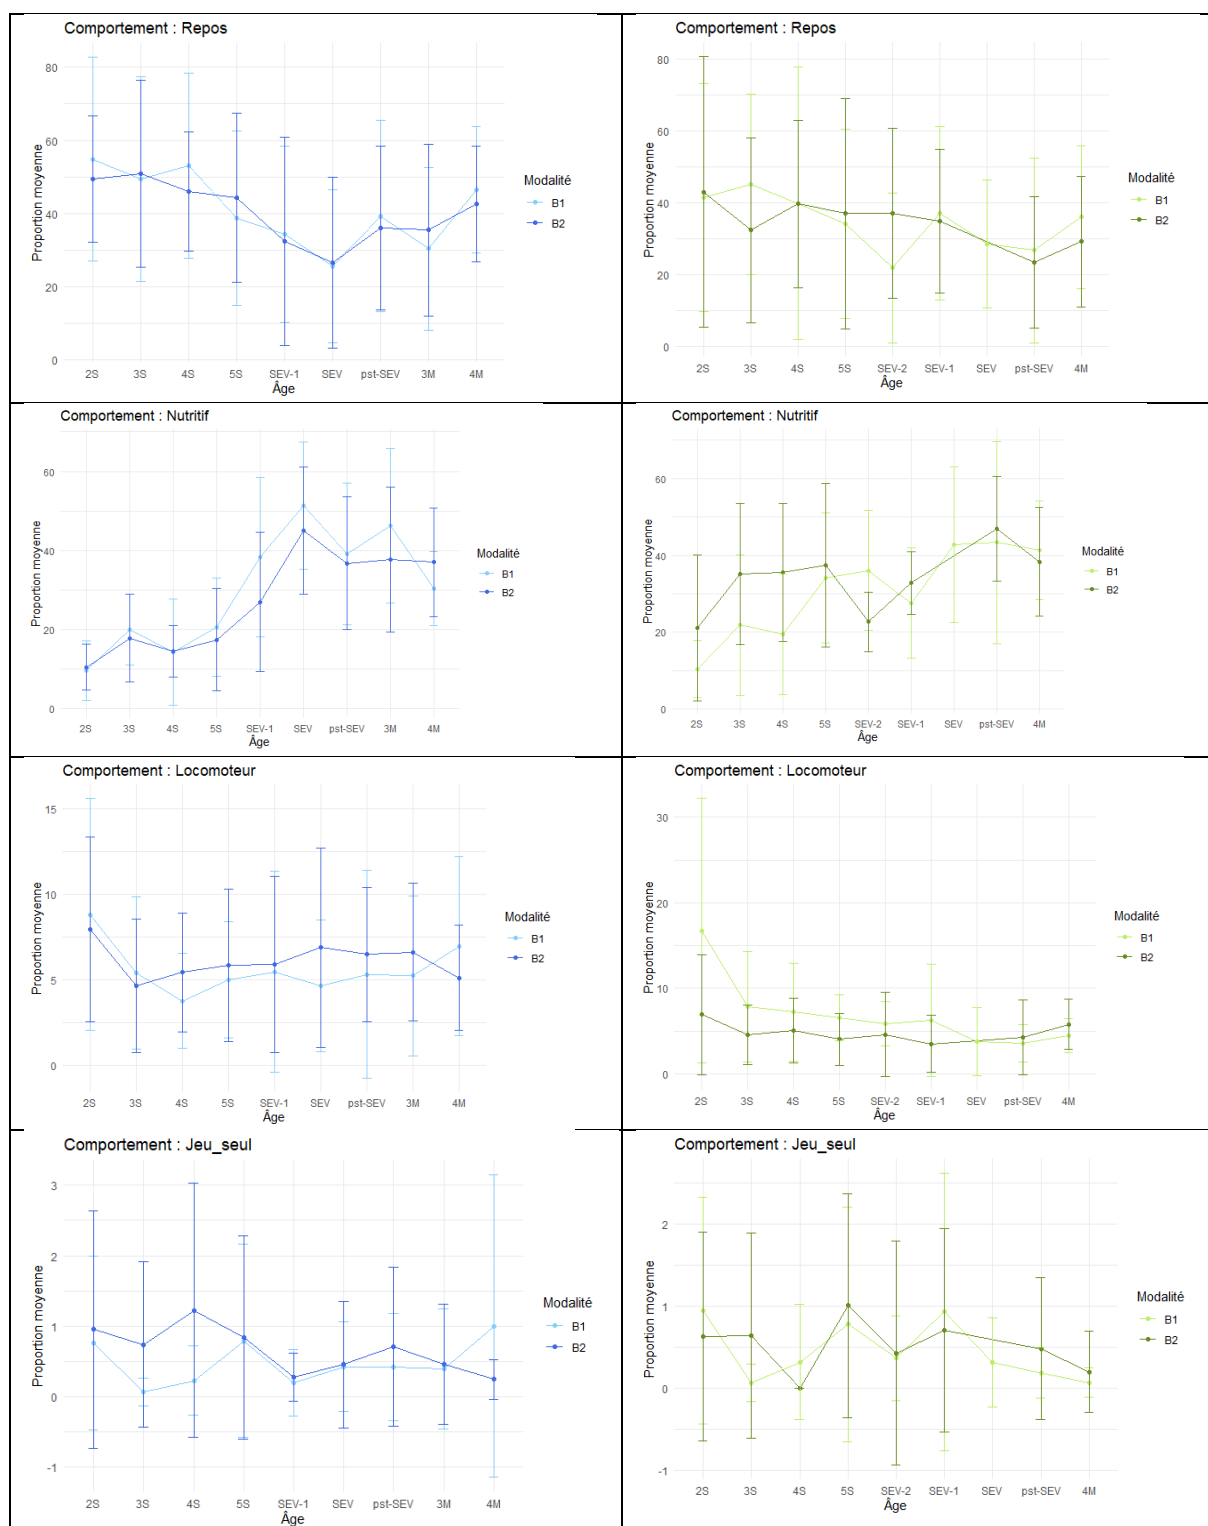 Comportement : Repos
Proportion moyenne
80
60
40
20
0
2S 3S 4S 5S SEV-1 SEV pst-SEV 3M 4M
Âge
Modalité
B1
B2
Comportement : Repos
Proportion moyenne
80
60
40
20
0
2S 3S 4S 5S SEV-2 SEV-1 SEV pst-SEV 4M
Âge
Modalité
B1
B2
Comportement : Nutritif
Proportion moyenne
60
40
20
0
2S 3S 4S 5S SEV-1 SEV pst-SEV 3M 4M
Âge
Modalité
B1
B2
Comportement : Nutritif
Proportion moyenne
60
40
20
0
2S 3S 4S 5S SEV-2 SEV-1 SEV pst-SEV 4M
Âge
Modalité
B1
B2
Comportement : Locomoteur
Proportion moyenne
15
10
5
0
2S 3S 4S 5S SEV-1 SEV pst-SEV 3M 4M
Âge
Modalité
B1
B2
Comportement : Locomoteur
Proportion moyenne
30
20
10
0
2S 3S 4S 5S SEV-2 SEV-1 SEV pst-SEV 4M
Âge
Modalité
B1
B2
Comportement : Jeu_seul
Proportion moyenne
3
2
1
0
-1
2S 3S 4S 5S SEV-1 SEV pst-SEV 3M 4M
Âge
Modalité
B1
B2
Comportement : Jeu_seul
Proportion moyenne
2
1
0
-1
2S 3S 4S 5S SEV-2 SEV-1 SEV pst-SEV 4M
Âge
Modalité
B1
B2